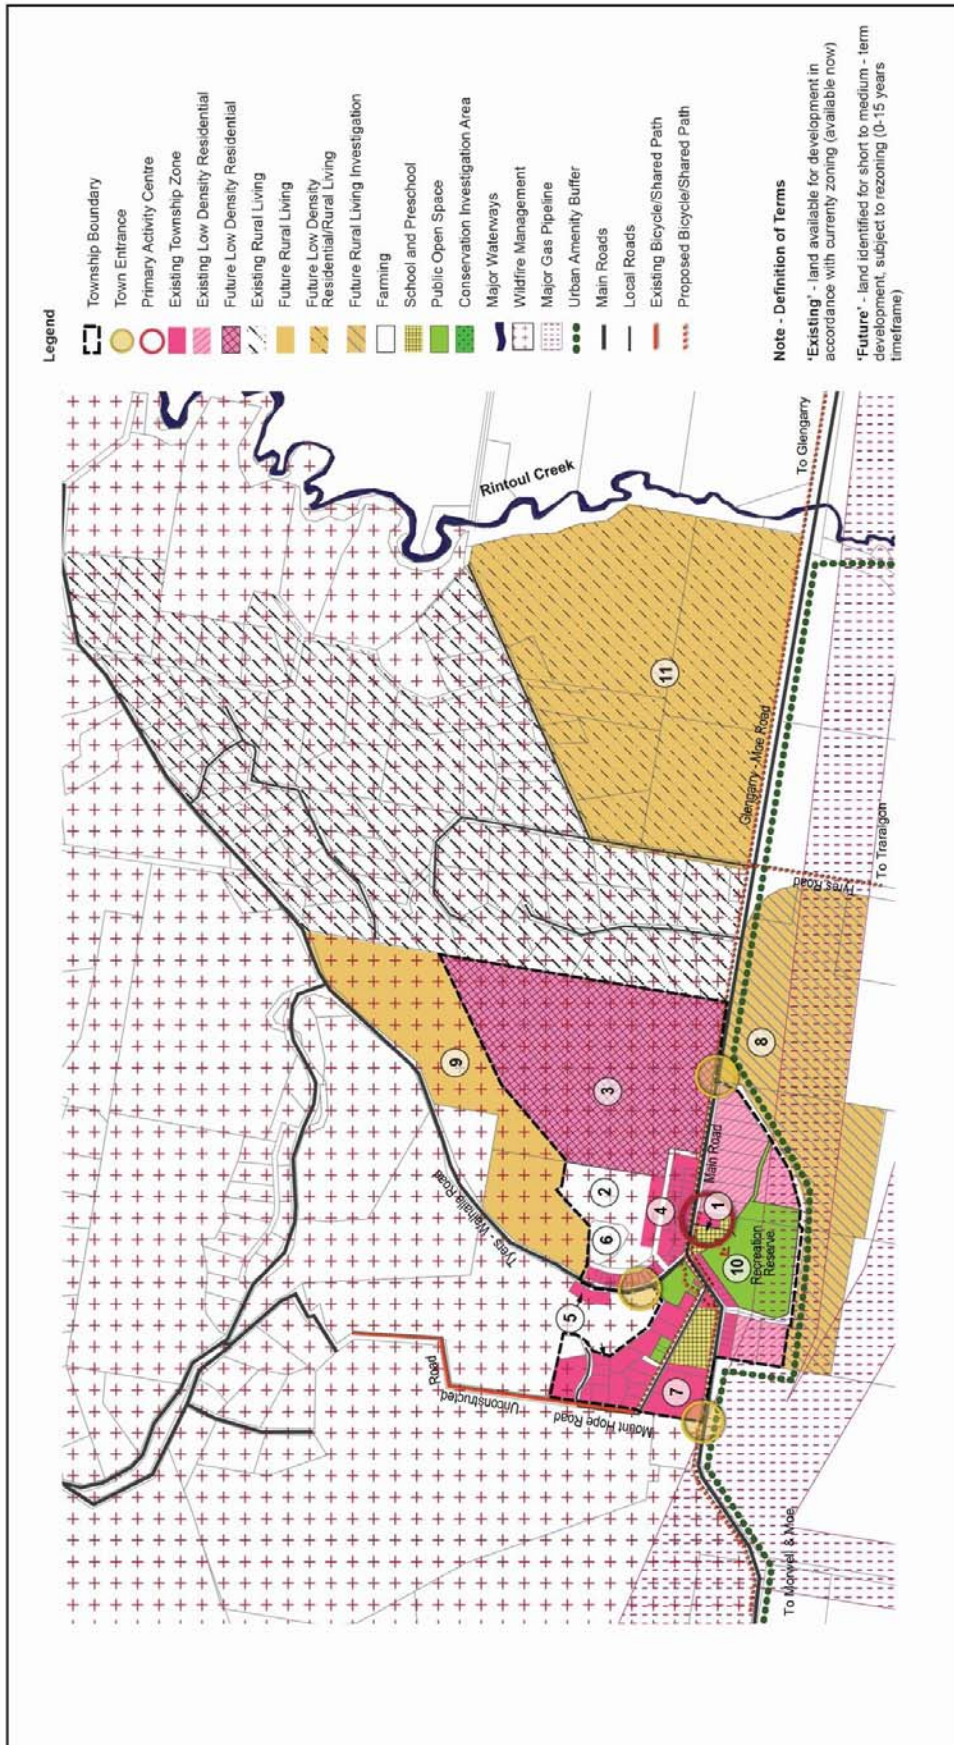 Legend
Township Boundary
Town Entrance
Primary Activity Centre
Existing Township Zone
Existing Low Density Residential
Future Low Density Residential
Existing Rural Living
Future Rural Living
Future Low Density
Residential/Rural Living
Future Rural Living Investigation
Farming
School and Preschool
Public Open Space
Conservation Investigation Area
Major Waterways
Wildfire Management
Major Gas Pipeline
Urban Amenity Buffer
Main Roads
Local Roads
Existing Bicycle/Shared Path
Proposed Bicycle/Shared Path
Note - Definition of Terms
'Existing' - land available for development in
accordance with currently zoning (available now)
'Future' - land identified for short to medium - term
development, subject to rezoning (0-15 years
timeframe)
Rintoul Creek
To Glengarry
11
Glengarry - Moe Road
To Traralgon
Tyres Road
9
8
3
Main Road
Tyers - Walhalla Road
2
4
1
6
10
Recreation
Reserve
5
7
Road
Unconstructed
Mount Hope Road
To Morwell & Moe